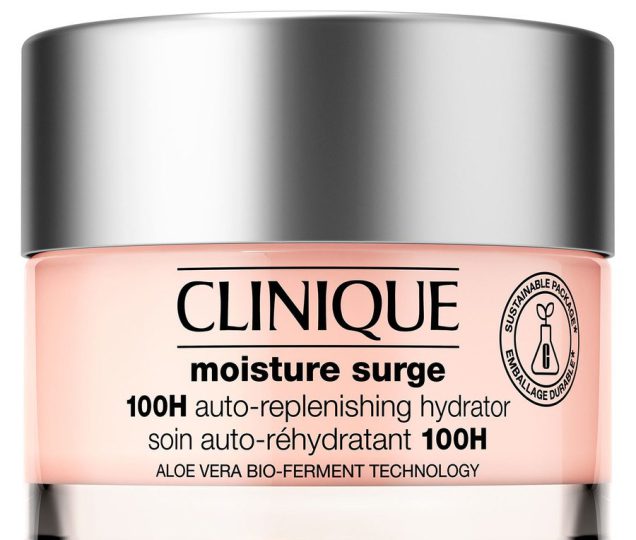 CLINIQUE
moisture surge
100H auto-replenishing hydrator
soin auto-réhydratant 100H
ALOE VERA BIO-FERMENT TECHNOLOGY
SUSTAINABLE PACKAGE*
C
EMBALLAGE DURABLE*